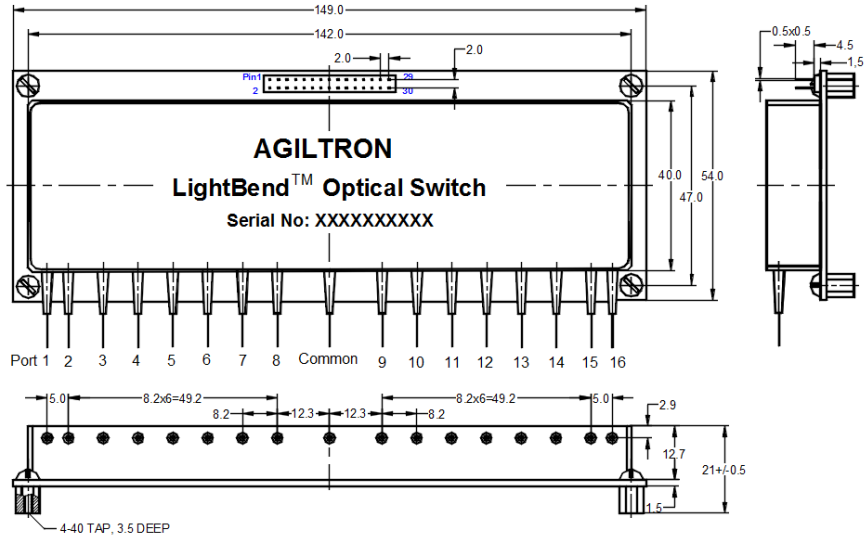 149.0
142.0
2.0
2.0
0.5x0.5
4.5
1,5
Pin1
29
2
30
AGILTRON
LightBend™ Optical Switch
Serial No: XXXXXXXXXX
40.0
47.0
54.0
Port 1 2 3 4 5 6 7 8 Common 9 10 11 12 13 14 15 16
5.0
8.2x6=49.2
8.2x6=49.2
5.0
8.2
12.3
12.3
8.2
2.9
12.7
21+/-0.5
1.5
4-40 TAP, 3.5 DEEP